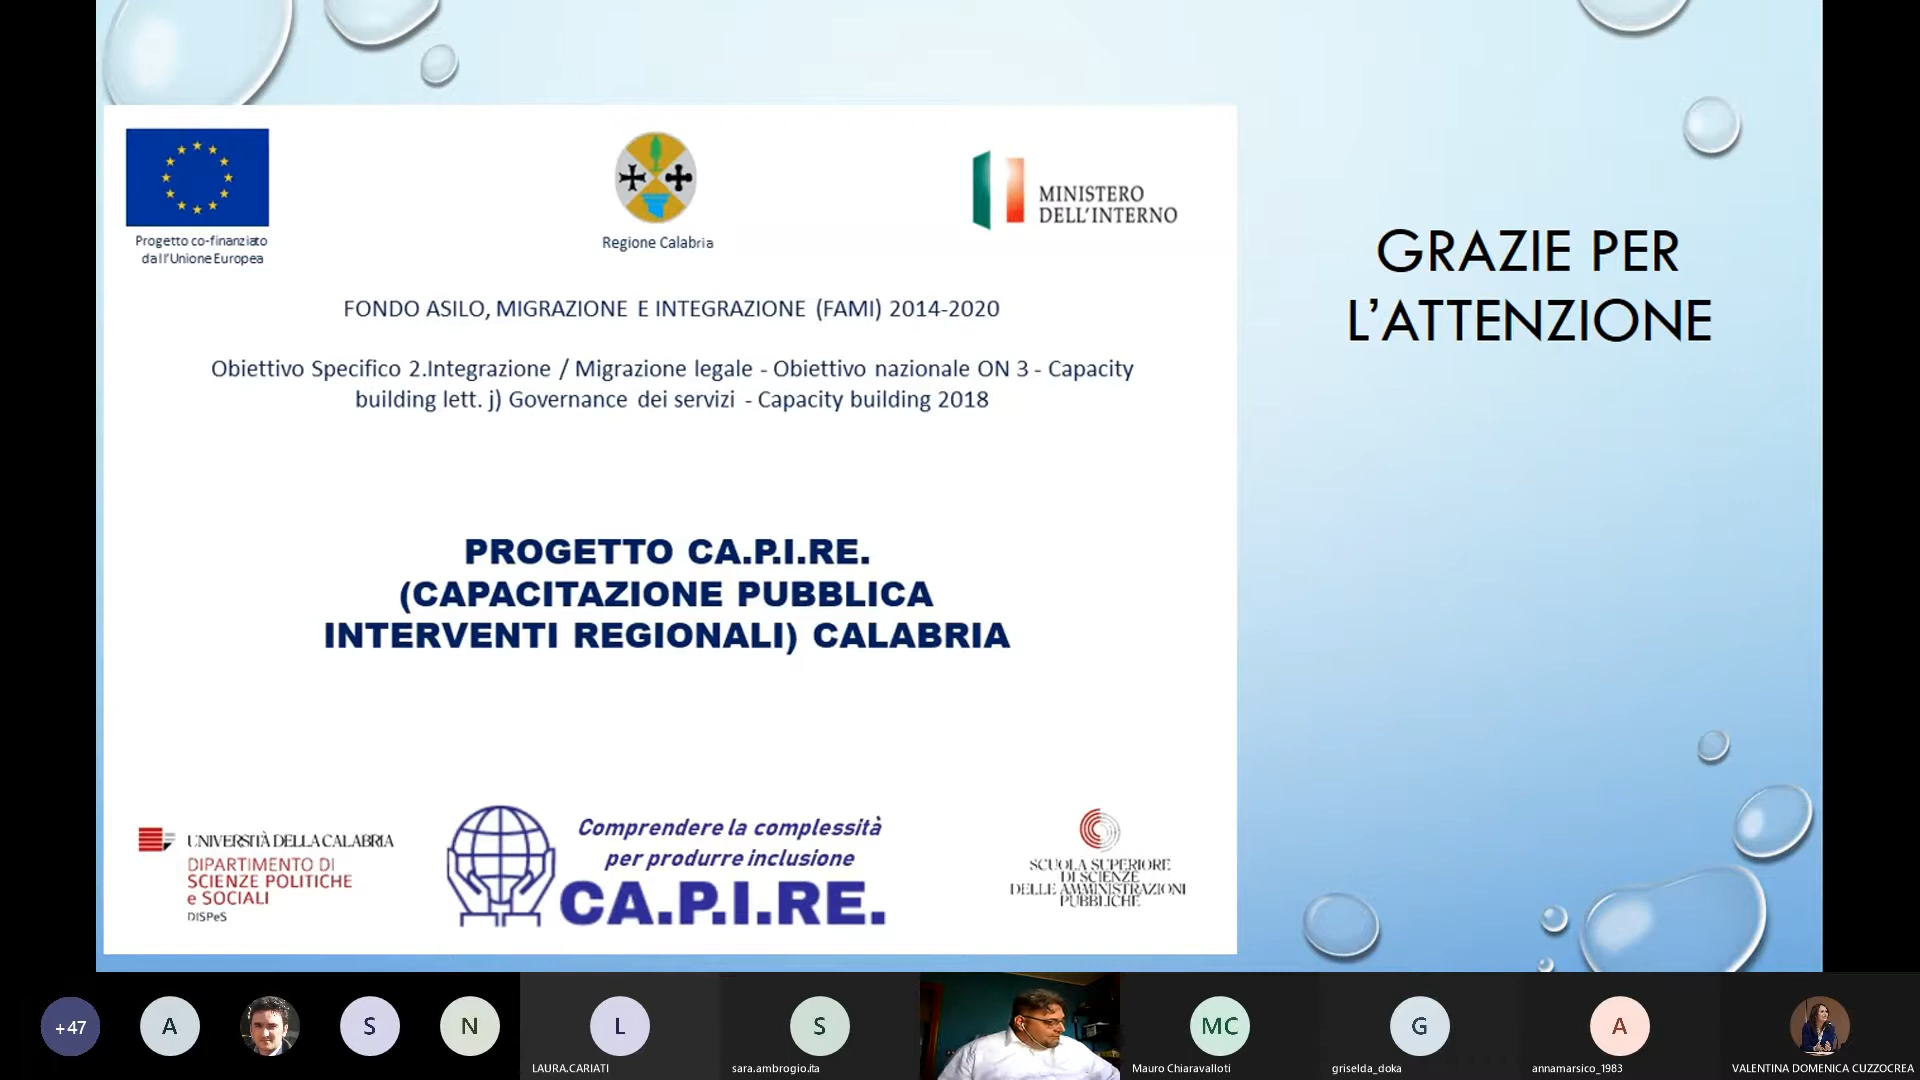 Progetto co-finanziato
dall'Unione Europea
Regione Calabria
MINISTERO
DELL'INTERNO
FONDO ASILO, MIGRAZIONE E INTEGRAZIONE (FAMI) 2014-2020
Obiettivo Specifico 2.Integrazione / Migrazione legale - Obiettivo nazionale ON 3 - Capacity
building lett. j) Governance dei servizi - Capacity building 2018
PROGETTO CA.P.I.RE.
(CAPACITAZIONE PUBBLICA
INTERVENTI REGIONALI) CALABRIA
UNIVERSITÀ DELLA CALABRIA
DIPARTIMENTO DI
SCIENZE POLITICHE
e SOCIALI
DISPeS
Comprendere la complessità
per produrre inclusione
CA.P.I.RE.
SCUOLA SUPERIORE
DI SCIENZE
DELLE AMMINISTRAZIONI
PUBBLICHE
GRAZIE PER
L'ATTENZIONE
+47
A
S
N
L
LAURA.CARIATI
S
sara.ambrogio.ita
MC
Mauro Chiaravalloti
G
griselda_doka
A
annamarsico_1983
VALENTINA DOMENICA CUZZOCREA